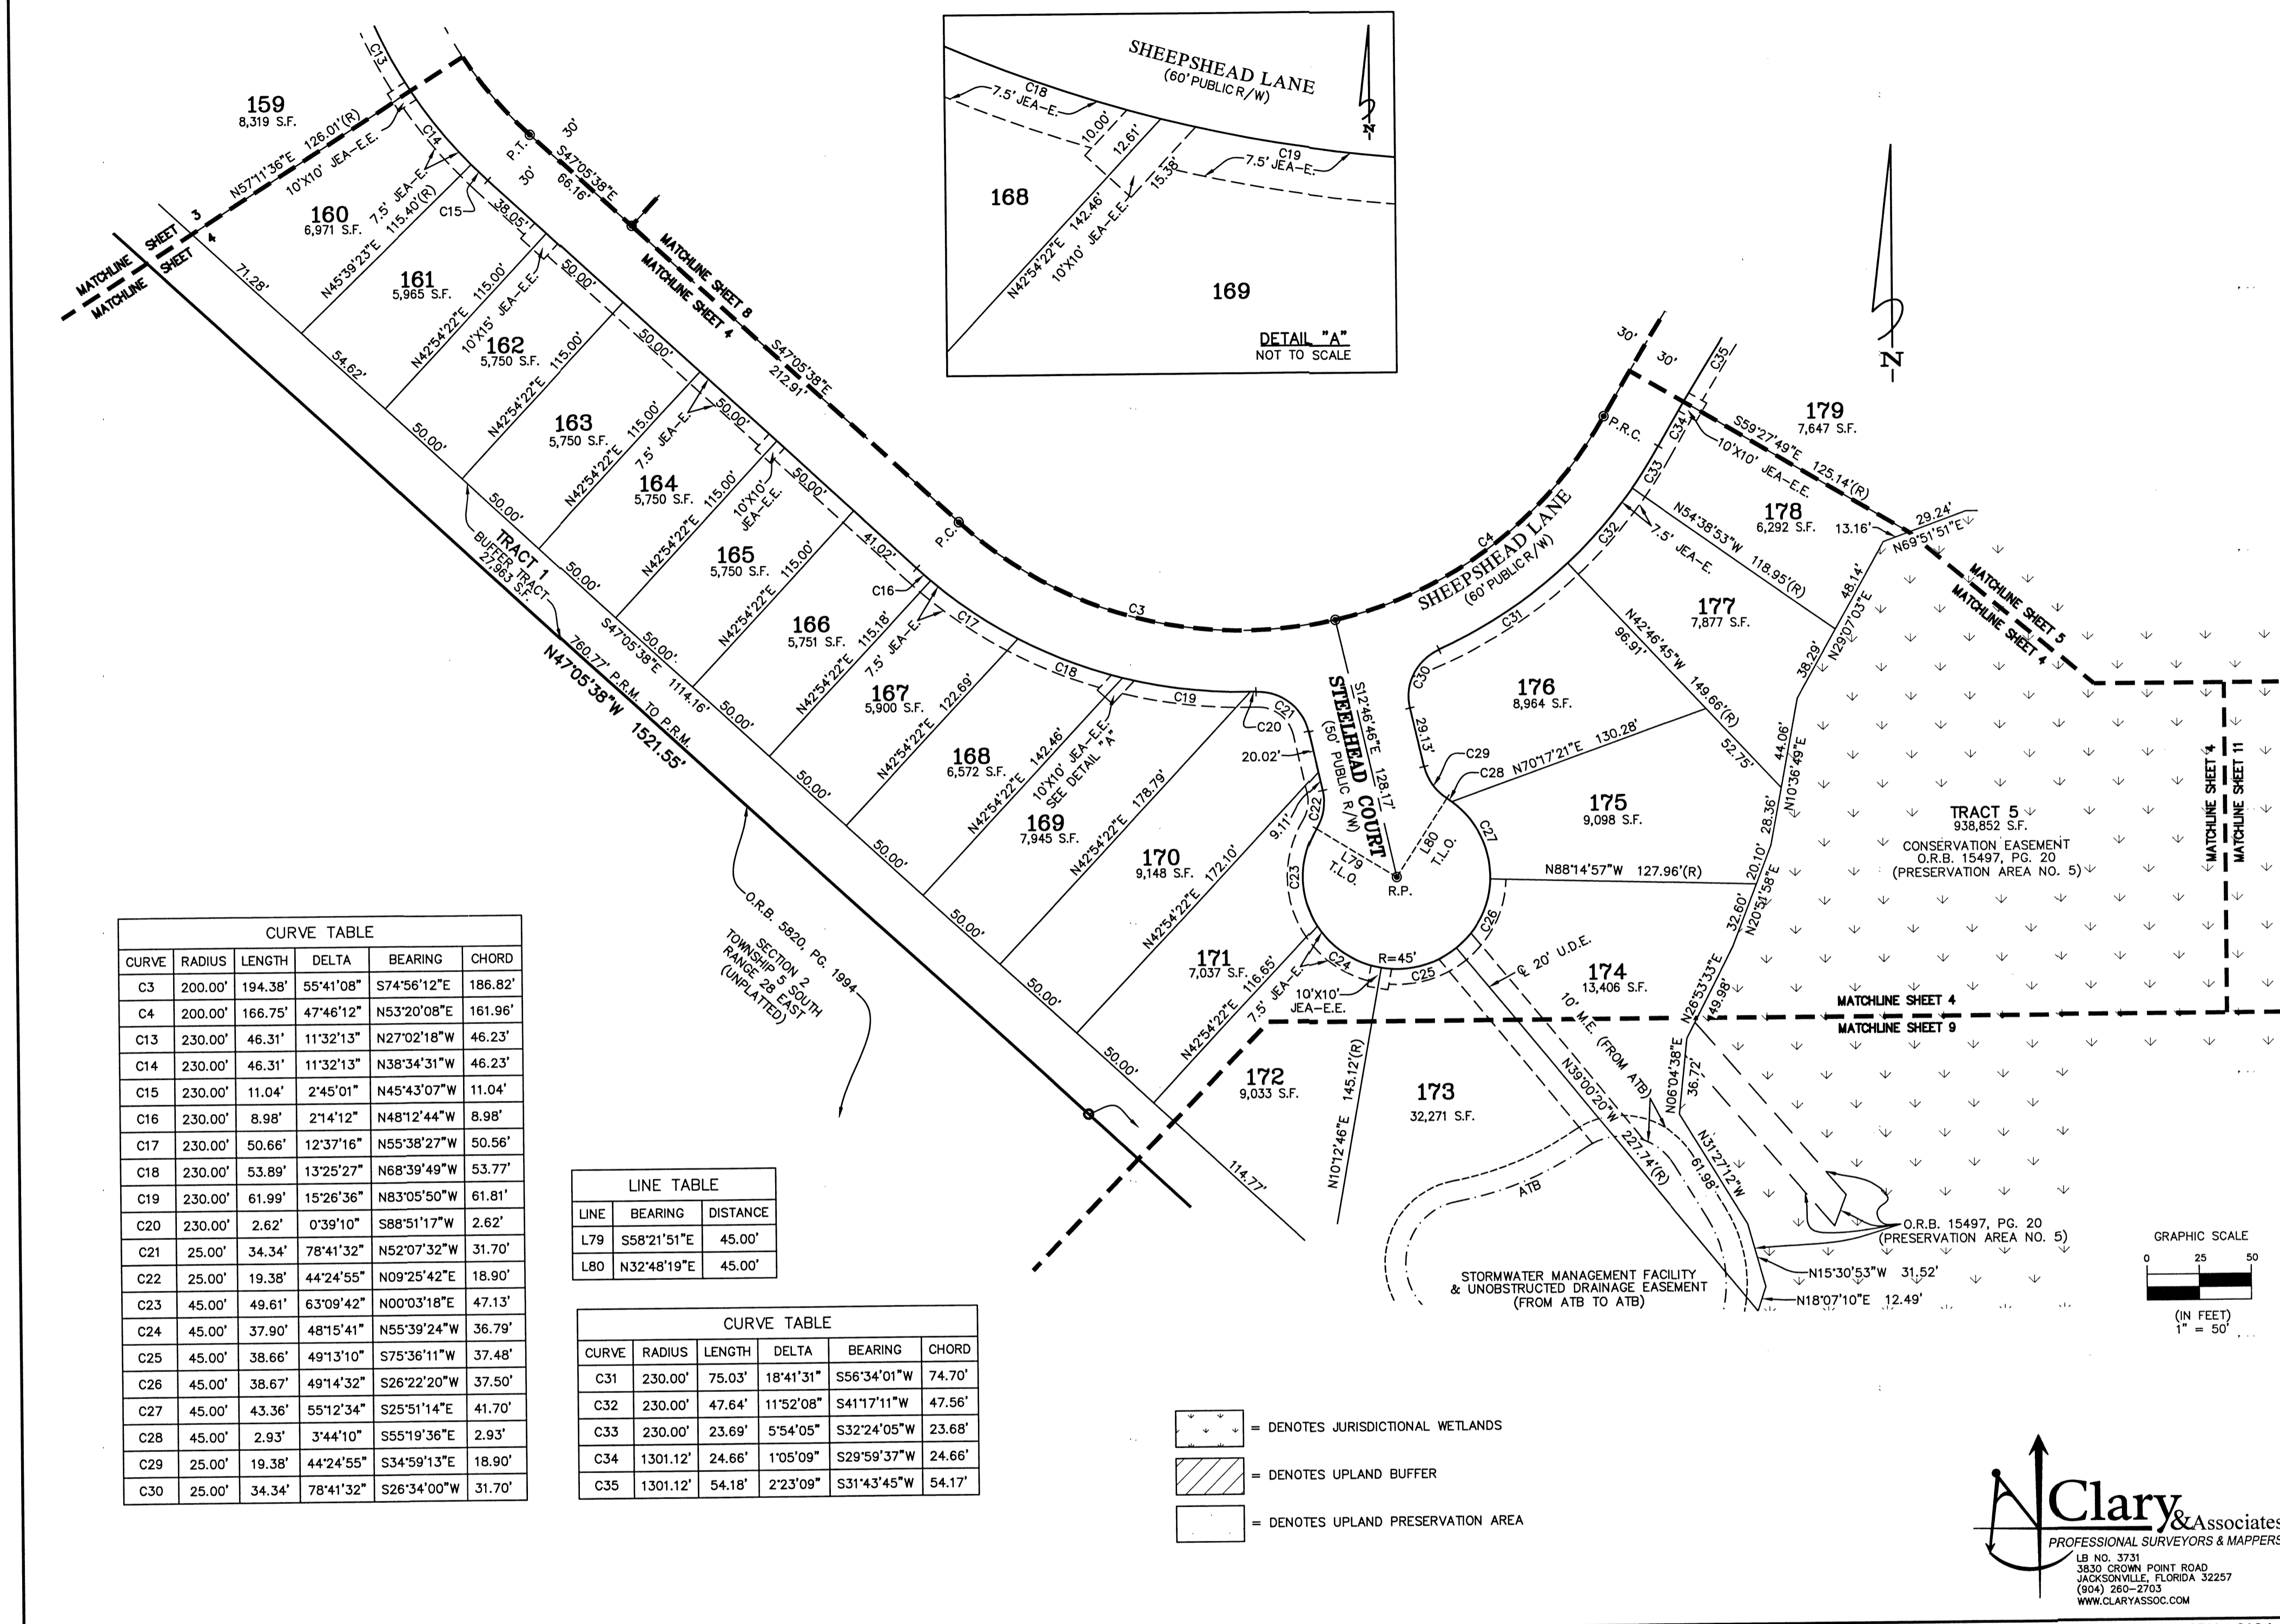 C13
159
8,319 S.F.
N57°11'36"E 126.01'(R)
10'X10' JEA-E.E.
C14
7.5' JEA-E.
160
6,971 S.F.
N45°39'23"E 115.40'(R)
C15
38.05'
SHEET 3
SHEET 4
MATCHLINE
MATCHLINE
71.28'
P.T.
30'
30'
S47°05'38"E
66.16'
161
5,965 S.F.
N42°54'22"E 115.00'
10'X15' JEA-E.E.
50.00'
54.62'
MATCHLINE SHEET 8
MATCHLINE SHEET 4
162
5,750 S.F.
N42°54'22"E 115.00'
50.00'
50.00'
S47°05'38"E
212.91'
163
5,750 S.F.
N42°54'22"E 115.00'
7.5' JEA-E.
50.00'
50.00'
164
5,750 S.F.
N42°54'22"E 115.00'
10'X10'
JEA-E.E.
50.00'
50.00'
TRACT 1
BUFFER TRACT
27,963 S.F.
165
5,750 S.F.
N42°54'22"E 115.00'
41.02'
50.00'
S47°05'38"E 1114.16'
760.77' P.R.M. TO P.R.M.
N47°05'38"W 1521.55'
C16
166
5,751 S.F.
N42°54'22"E 115.18'
7.5' JEA-E.
50.00'
P.C.
C17
167
5,900 S.F.
N42°54'22"E 122.69'
50.00'
C3
C18
168
6,572 S.F.
N42°54'22"E 142.46'
10'X10' JEA-E.E.
SEE DETAIL "A"
50.00'
C19
169
7,945 S.F.
N42°54'22"E 178.79'
50.00'
C20
C21
20.02'
170
9,148 S.F.
N42°54'22"E 172.10'
9.11'
C22
50.00'
171
7,037 S.F.
N42°54'22"E 116.65'
7.5' JEA-E.
C23
C24
50.00'
10'X10'
JEA-E.E.
172
9,033 S.F.
114.77'
N10°12'46"E 145.12'(R)
173
32,271 S.F.
R=45'
C25
C26
SHEEPSHEAD LANE
(60' PUBLIC R/W)
C18
7.5' JEA-E.
10.00'
12.61'
15.38'
C19
7.5' JEA-E.
168
N42°54'22"E 142.46'
10'X10' JEA-E.E.
169
DETAIL "A"
NOT TO SCALE
N
N
30'
30'
C35
P.R.C.
C34
C33
C4
SHEEPSHEAD LANE
(60' PUBLIC R/W)
C32
C31
C30
179
7,647 S.F.
S59°27'49"E 125.14'(R)
10'X10' JEA-E.E.
178
6,292 S.F.
13.16'
29.24'
N69°51'51"E
N54°38'53"W 118.95'(R)
7.5' JEA-E.
48.14'
N29°07'03"E
38.29'
MATCHLINE SHEET 5
MATCHLINE SHEET 4
177
7,877 S.F.
N42°46'45"W 149.66'(R)
96.91'
52.75'
176
8,964 S.F.
29.13'
C29
C28
N70°17'21"E 130.28'
44.06'
N10°36'49"E
28.36'
S12°46'46"E 128.17'
STEELHEAD COURT
(50' PUBLIC R/W)
L79
T.L.O.
L80
T.L.O.
R.P.
C27
175
9,098 S.F.
N88°14'57"W 127.96'(R)
20.10'
32.60'
N20°51'58"E
TRACT 5
938,852 S.F.
CONSERVATION EASEMENT
O.R.B. 15497, PG. 20
(PRESERVATION AREA NO. 5)
MATCHLINE SHEET 4
MATCHLINE SHEET 11
℄ 20' U.D.E.
174
13,406 S.F.
N26°53'33"E
49.98'
10' M.E. (FROM ATB)
N39°00'20"W 227.74'(R)
MATCHLINE SHEET 4
MATCHLINE SHEET 9
N06°04'38"E
36.72'
N31°27'12"W
61.98'
ATB
O.R.B. 15497, PG. 20
(PRESERVATION AREA NO. 5)
N15°30'53"W 31.52'
N18°07'10"E 12.49'
STORMWATER MANAGEMENT FACILITY
& UNOBSTRUCTED DRAINAGE EASEMENT
(FROM ATB TO ATB)
GRAPHIC SCALE
0 25 50
(IN FEET)
1" = 50'
O.R.B. 5820, PG. 1994
SECTION 2
TOWNSHIP 5 SOUTH
RANGE 28 EAST
(UNPLATTED)
CURVE TABLE
CURVE RADIUS LENGTH DELTA BEARING CHORD
C3 200.00' 194.38' 55°41'08" S74°56'12"E 186.82'
C4 200.00' 166.75' 47°46'12" N53°20'08"E 161.96'
C13 230.00' 46.31' 11°32'13" N27°02'18"W 46.23'
C14 230.00' 46.31' 11°32'13" N38°34'31"W 46.23'
C15 230.00' 11.04' 2°45'01" N45°43'07"W 11.04'
C16 230.00' 8.98' 2°14'12" N48°12'44"W 8.98'
C17 230.00' 50.66' 12°37'16" N55°38'27"W 50.56'
C18 230.00' 53.89' 13°25'27" N68°39'49"W 53.77'
C19 230.00' 61.99' 15°26'36" N83°05'50"W 61.81'
C20 230.00' 2.62' 0°39'10" S88°51'17"W 2.62'
C21 25.00' 34.34' 78°41'32" N52°07'32"W 31.70'
C22 25.00' 19.38' 44°24'55" N09°25'42"E 18.90'
C23 45.00' 49.61' 63°09'42" N00°03'18"E 47.13'
C24 45.00' 37.90' 48°15'41" N55°39'24"W 36.79'
C25 45.00' 38.66' 49°13'10" S75°36'11"W 37.48'
C26 45.00' 38.67' 49°14'32" S26°22'20"W 37.50'
C27 45.00' 43.36' 55°12'34" S25°51'14"E 41.70'
C28 45.00' 2.93' 3°44'10" S55°19'36"E 2.93'
C29 25.00' 19.38' 44°24'55" S34°59'13"E 18.90'
C30 25.00' 34.34' 78°41'32" S26°34'00"W 31.70'
LINE TABLE
LINE BEARING DISTANCE
L79 S58°21'51"E 45.00'
L80 N32°48'19"E 45.00'
CURVE TABLE
CURVE RADIUS LENGTH DELTA BEARING CHORD
C31 230.00' 75.03' 18°41'31" S56°34'01"W 74.70'
C32 230.00' 47.64' 11°52'08" S41°17'11"W 47.56'
C33 230.00' 23.69' 5°54'05" S32°24'05"W 23.68'
C34 1301.12' 24.66' 1°05'09" S29°59'37"W 24.66'
C35 1301.12' 54.18' 2°23'09" S31°43'45"W 54.17'
= DENOTES JURISDICTIONAL WETLANDS
= DENOTES UPLAND BUFFER
= DENOTES UPLAND PRESERVATION AREA
Clary & Associates
PROFESSIONAL SURVEYORS & MAPPERS
LB NO. 3731
3830 CROWN POINT ROAD
JACKSONVILLE, FLORIDA 32257
(904) 260-2703
WWW.CLARYASSOC.COM